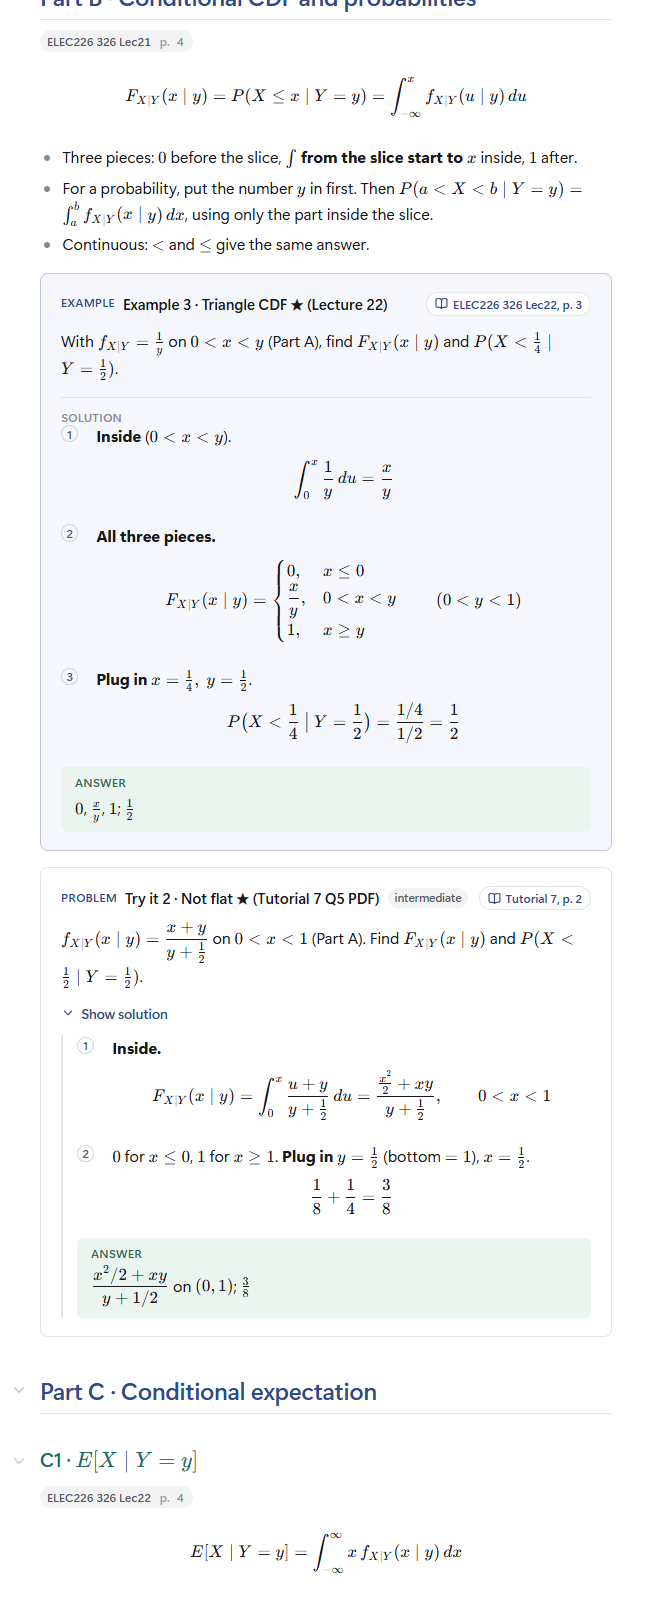 Part B · Conditional CDF and probabilities
ELEC226 326 Lec21 p. 4
F_{X|Y}(x | y) = P(X ≤ x | Y = y) = ∫_{−∞}^{x} f_{X|Y}(u | y) du
• Three pieces: 0 before the slice, ∫ from the slice start to x inside, 1 after.
• For a probability, put the number y in first. Then P(a < X < b | Y = y) =
∫_a^b f_{X|Y}(x | y) dx, using only the part inside the slice.
• Continuous: < and ≤ give the same answer.
EXAMPLE Example 3 · Triangle CDF ★ (Lecture 22) ELEC226 326 Lec22, p. 3
With f_{X|Y} = 1/y on 0 < x < y (Part A), find F_{X|Y}(x | y) and P(X < 1/4 |
Y = 1/2).
SOLUTION
1 Inside (0 < x < y).
∫_0^x 1/y du = x/y
2 All three pieces.
F_{X|Y}(x | y) = { 0, x ≤ 0
x/y, 0 < x < y (0 < y < 1)
1, x ≥ y
3 Plug in x = 1/4, y = 1/2.
P(X < 1/4 | Y = 1/2) = (1/4)/(1/2) = 1/2
ANSWER
0, x/y, 1; 1/2
PROBLEM Try it 2 · Not flat ★ (Tutorial 7 Q5 PDF) intermediate Tutorial 7, p. 2
f_{X|Y}(x | y) = (x + y)/(y + 1/2) on 0 < x < 1 (Part A). Find F_{X|Y}(x | y) and P(X <
1/2 | Y = 1/2).
Show solution
1 Inside.
F_{X|Y}(x | y) = ∫_0^x (u + y)/(y + 1/2) du = (x²/2 + xy)/(y + 1/2), 0 < x < 1
2 0 for x ≤ 0, 1 for x ≥ 1. Plug in y = 1/2 (bottom = 1), x = 1/2.
1/8 + 1/4 = 3/8
ANSWER
(x²/2 + xy)/(y + 1/2) on (0, 1); 3/8
Part C · Conditional expectation
C1 · E[X | Y = y]
ELEC226 326 Lec22 p. 4
E[X | Y = y] = ∫_{−∞}^{∞} x f_{X|Y}(x | y) dx